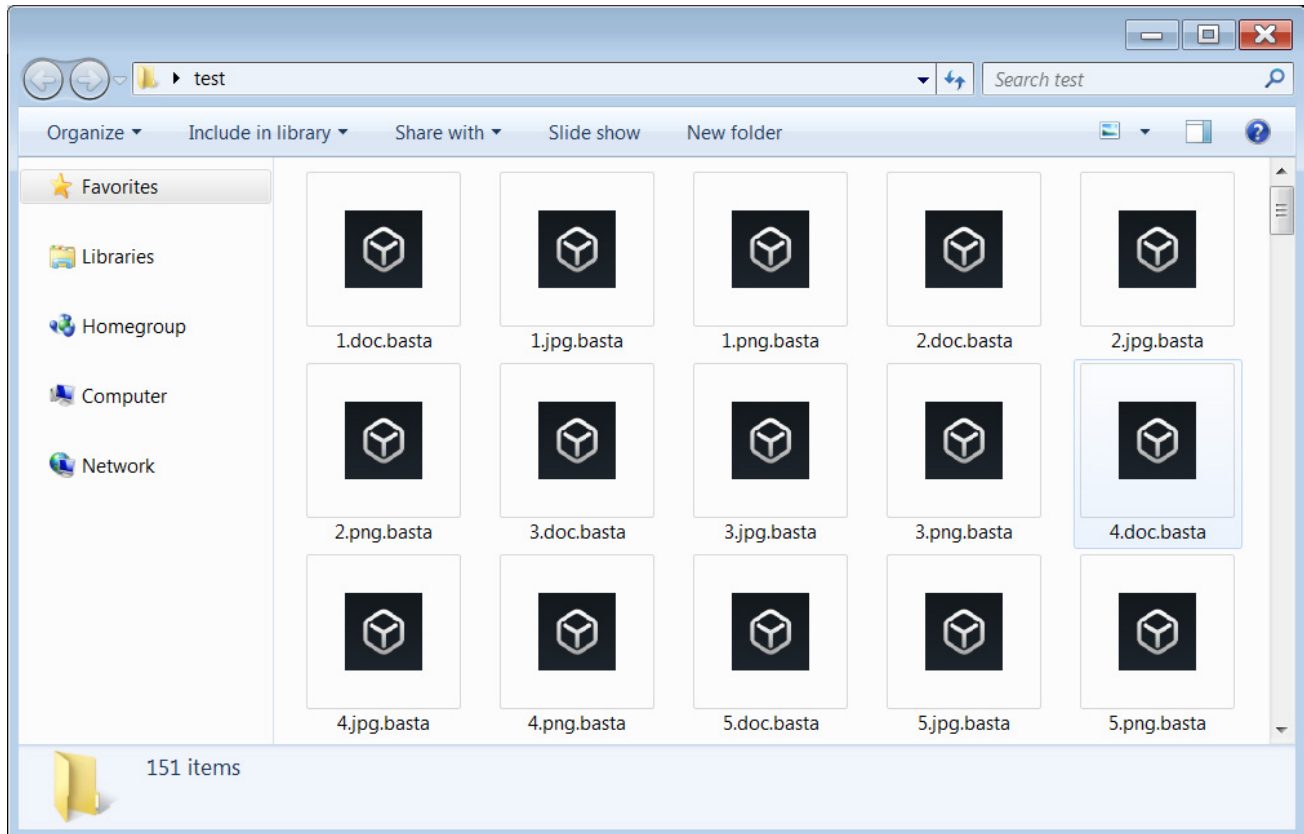 test
Search test
Organize Include in library Share with Slide show New folder
Favorites
Libraries
Homegroup
Computer
Network
1.doc.basta 1.jpg.basta 1.png.basta 2.doc.basta 2.jpg.basta
2.png.basta 3.doc.basta 3.jpg.basta 3.png.basta 4.doc.basta
4.jpg.basta 4.png.basta 5.doc.basta 5.jpg.basta 5.png.basta
151 items